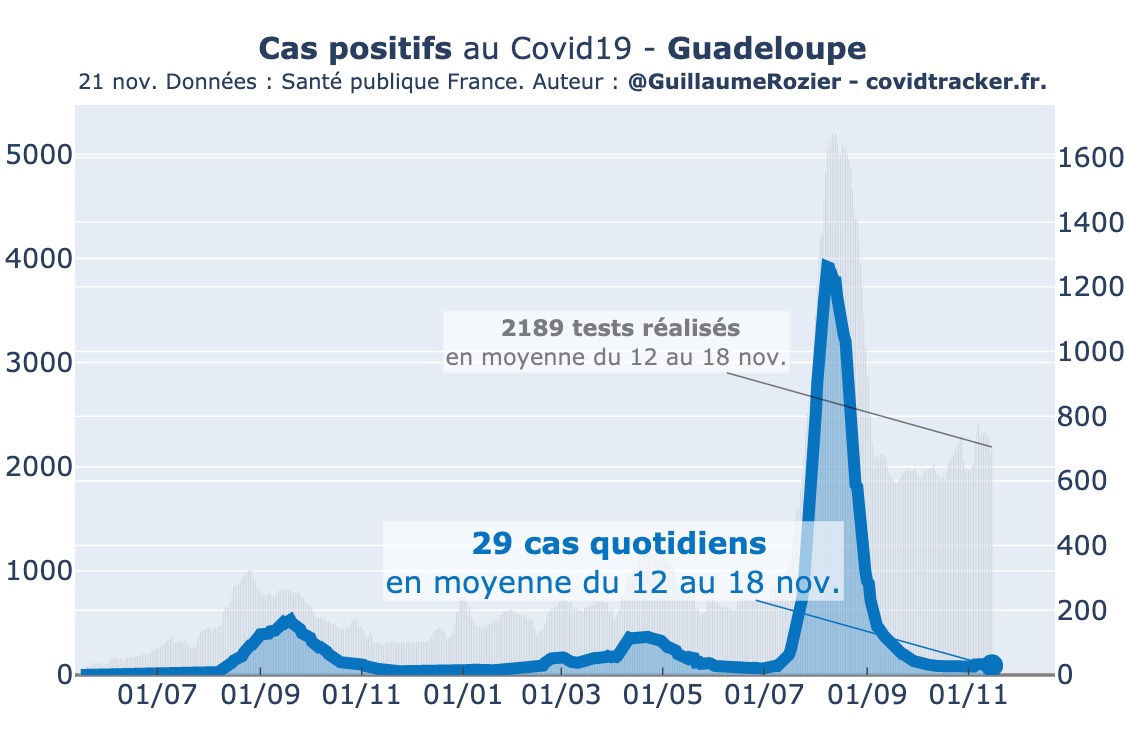 Cas positifs au Covid19 - Guadeloupe
21 nov. Données : Santé publique France. Auteur : @GuillaumeRozier - covidtracker.fr.
5000
4000
3000
2000
1000
0
1600
1400
1200
1000
800
600
400
200
0
2189 tests réalisés
en moyenne du 12 au 18 nov.
29 cas quotidiens
en moyenne du 12 au 18 nov.
01/07 01/09 01/11 01/01 01/03 01/05 01/07 01/09 01/11